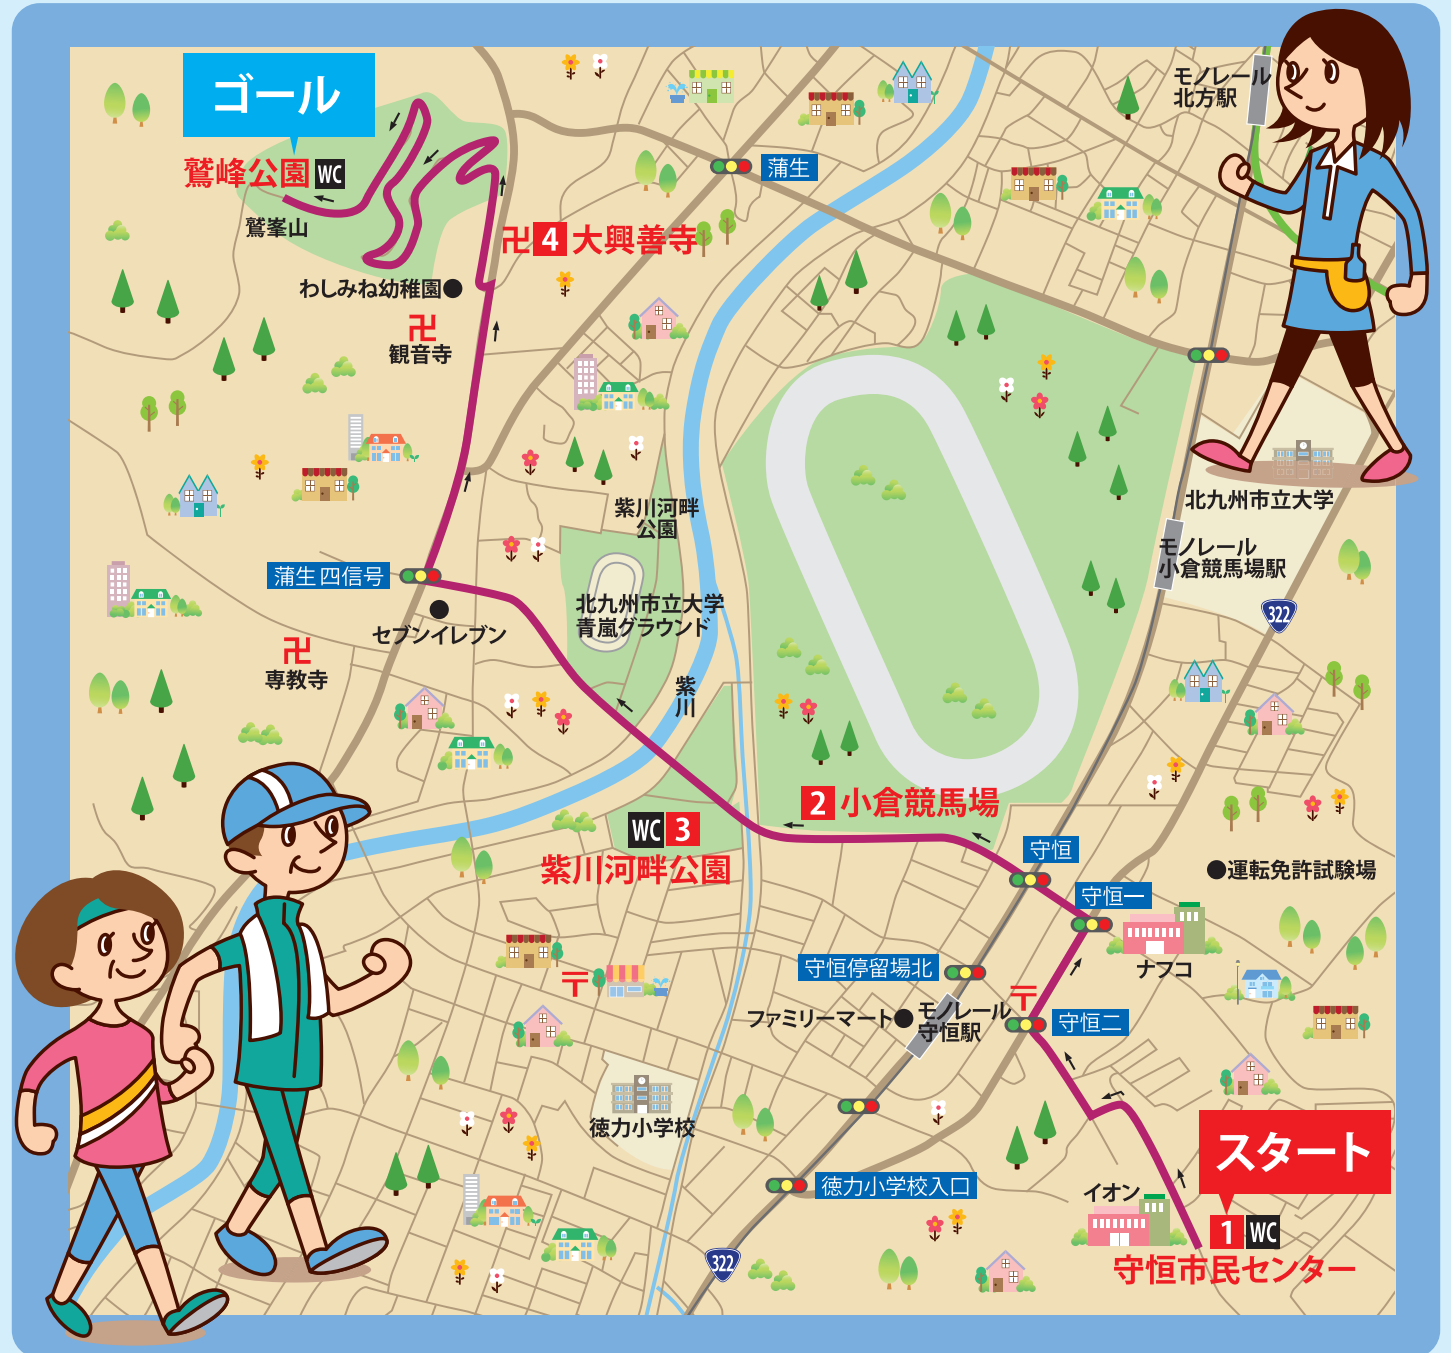 ゴール
鷲峰公園 WC
鷲峯山
モノレール
北方駅
蒲生
卍 4 大興善寺
わしみね幼稚園
卍
観音寺
北九州市立大学
紫川河畔
公園
モノレール
小倉競馬場駅
蒲生四信号
北九州市立大学
青嵐グラウンド
322
セブンイレブン
卍
専教寺
紫川
2 小倉競馬場
WC 3
紫川河畔公園
守恒
運転免許試験場
守恒一
ナフコ
守恒停留場北
〒
〒
ファミリーマート
モノレール
守恒駅
守恒二
徳力小学校
スタート
徳力小学校入口
イオン
1 WC
守恒市民センター
322